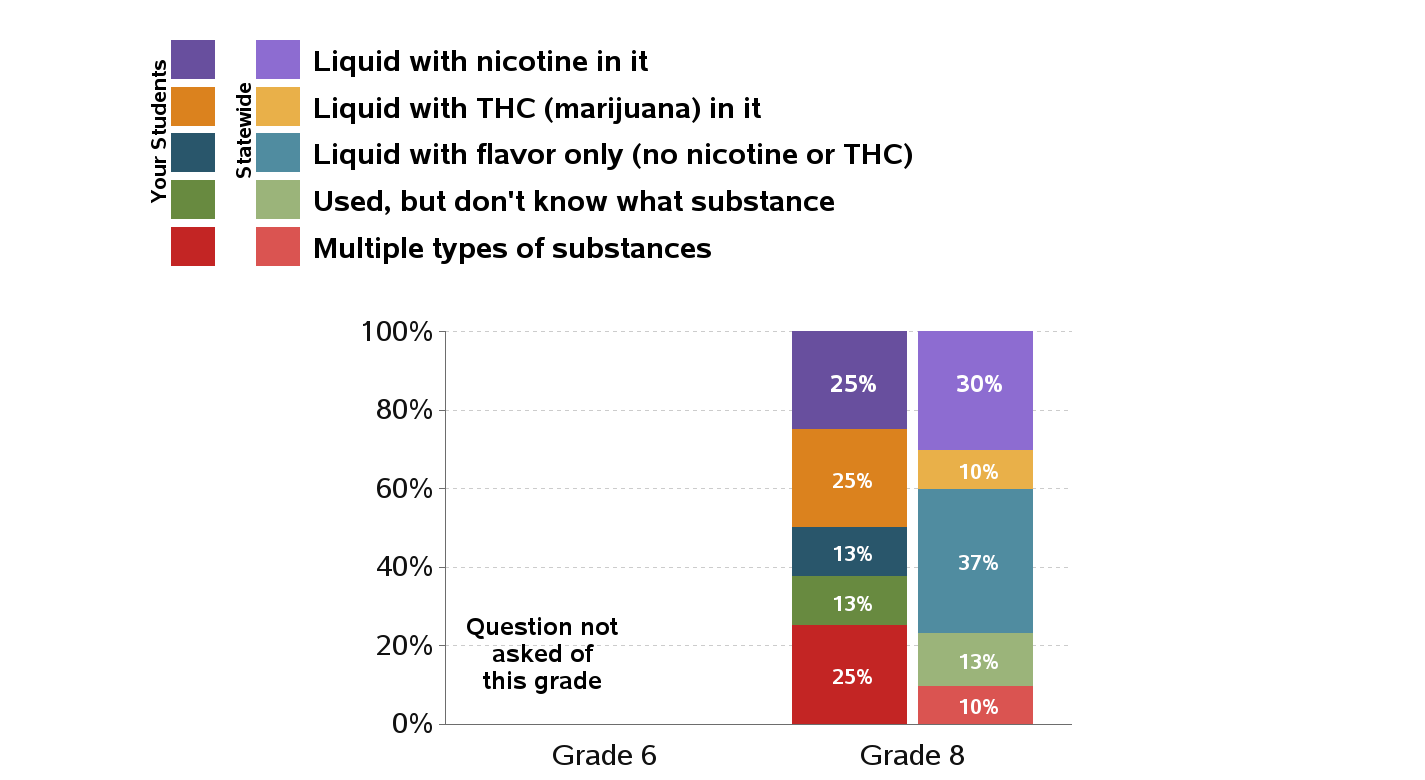 Your Students
Statewide
Liquid with nicotine in it
Liquid with THC (marijuana) in it
Liquid with flavor only (no nicotine or THC)
Used, but don't know what substance
Multiple types of substances
100%
80%
60%
40%
20%
0%
Question not
asked of
this grade
25%
25%
13%
13%
25%
30%
10%
37%
13%
10%
Grade 6
Grade 8